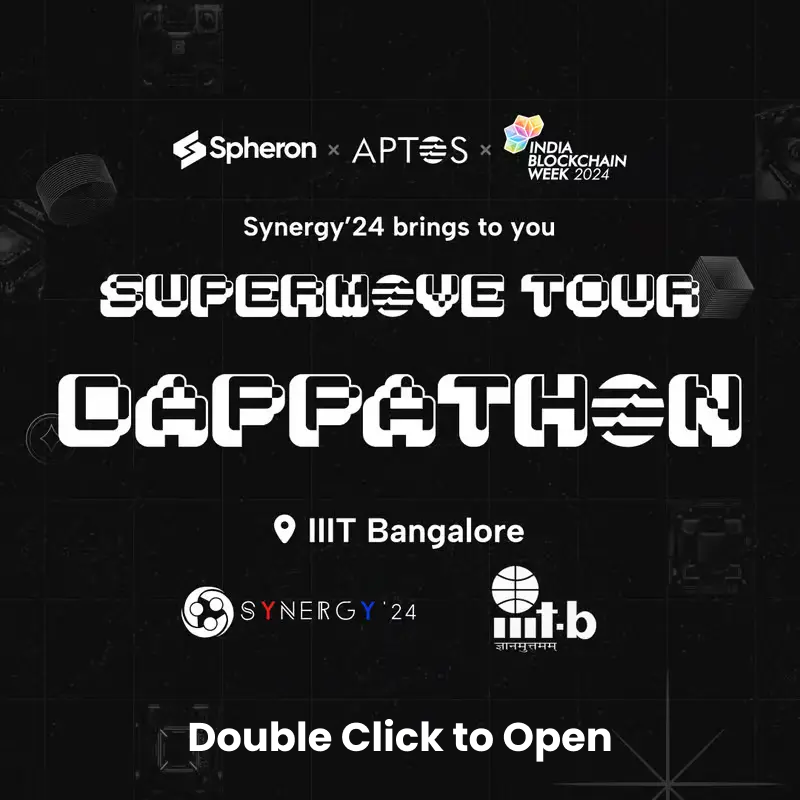 Spheron × APTOS × INDIA BLOCKCHAIN WEEK 2024
Synergy'24 brings to you
SUPERMOVE TOUR
DAPPATHON
IIIT Bangalore
SYNERGY'24
iiit-b
ज्ञानमुत्तमम्
Double Click to Open